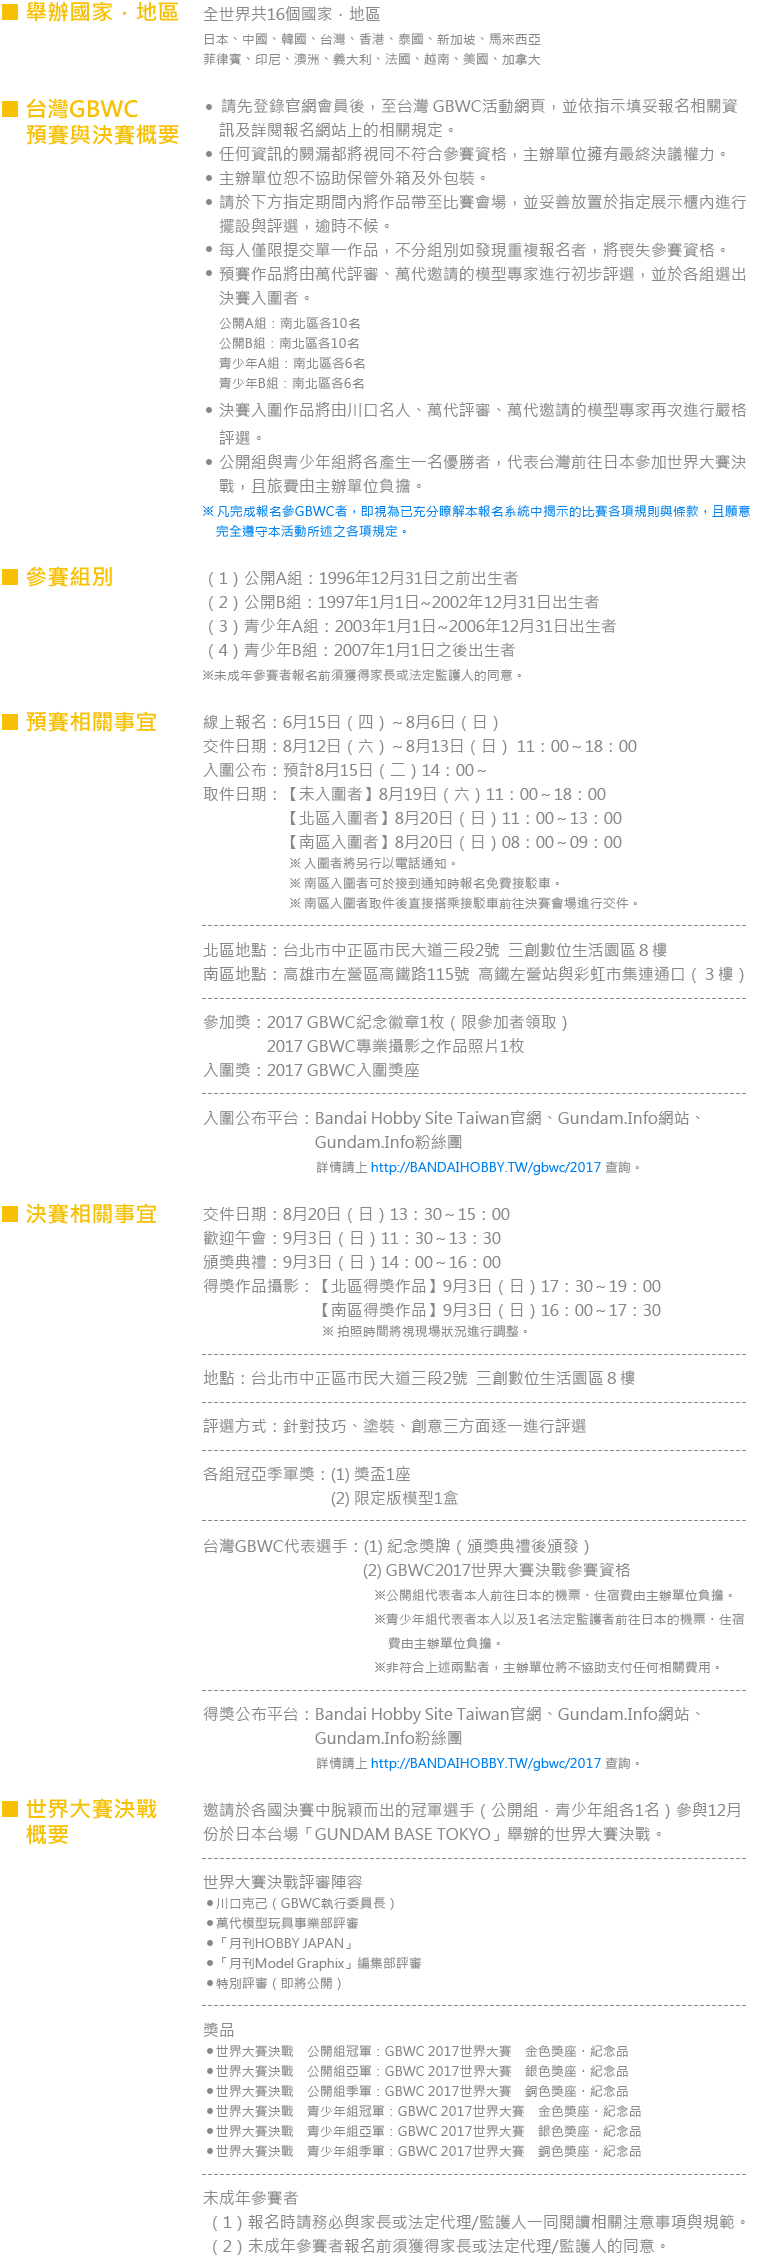 ■ 舉辦國家．地區
全世界共16個國家．地區
日本、中國、韓國、台灣、香港、泰國、新加坡、馬來西亞
菲律賓、印尼、澳洲、義大利、法國、越南、美國、加拿大
■ 台灣GBWC
預賽與決賽概要
● 請先登錄官網會員後，至台灣 GBWC活動網頁，並依指示填妥報名相關資
訊及詳閱報名網站上的相關規定。
● 任何資訊的闕漏都將視同不符合參賽資格，主辦單位擁有最終決議權力。
● 主辦單位恕不協助保管外箱及外包裝。
● 請於下方指定期間內將作品帶至比賽會場，並妥善放置於指定展示櫃內進行
擺設與評選，逾時不候。
● 每人僅限提交單一作品，不分組別如發現重複報名者，將喪失參賽資格。
● 預賽作品將由萬代評審、萬代邀請的模型專家進行初步評選，並於各組選出
決賽入圍者。
公開A組：南北區各10名
公開B組：南北區各10名
青少年A組：南北區各6名
青少年B組：南北區各6名
● 決賽入圍作品將由川口名人、萬代評審、萬代邀請的模型專家再次進行嚴格
評選。
● 公開組與青少年組將各產生一名優勝者，代表台灣前往日本參加世界大賽決
戰，且旅費由主辦單位負擔。
※ 凡完成報名參GBWC者，即視為已充分瞭解本報名系統中揭示的比賽各項規則與條款，且願意
完全遵守本活動所述之各項規定。
■ 參賽組別
（1）公開A組：1996年12月31日之前出生者
（2）公開B組：1997年1月1日~2002年12月31日出生者
（3）青少年A組：2003年1月1日~2006年12月31日出生者
（4）青少年B組：2007年1月1日之後出生者
※未成年參賽者報名前須獲得家長或法定監護人的同意。
■ 預賽相關事宜
線上報名：6月15日（四）~8月6日（日）
交件日期：8月12日（六）~8月13日（日） 11：00~18：00
入圍公布：預計8月15日（二）14：00~
取件日期：【未入圍者】8月19日（六）11：00~18：00
【北區入圍者】8月20日（日）11：00~13：00
【南區入圍者】8月20日（日）08：00~09：00
※ 入圍者將另行以電話通知。
※ 南區入圍者可於接到通知時報名免費接駁車。
※ 南區入圍者取件後直接搭乘接駁車前往決賽會場進行交件。
北區地點：台北市中正區市民大道三段2號 三創數位生活園區８樓
南區地點：高雄市左營區高鐵路115號 高鐵左營站與彩虹市集連通口（３樓）
參加獎：2017 GBWC紀念徽章1枚（限參加者領取）
2017 GBWC專業攝影之作品照片1枚
入圍獎：2017 GBWC入圍獎座
入圍公布平台：Bandai Hobby Site Taiwan官網、Gundam.Info網站、
Gundam.Info粉絲團
詳情請上 http://BANDAIHOBBY.TW/gbwc/2017 查詢。
■ 決賽相關事宜
交件日期：8月20日（日）13：30~15：00
歡迎午會：9月3日（日）11：30~13：30
頒獎典禮：9月3日（日）14：00~16：00
得獎作品攝影：【北區得獎作品】9月3日（日）17：30~19：00
【南區得獎作品】9月3日（日）16：00~17：30
※ 拍照時間將視現場狀況進行調整。
地點：台北市中正區市民大道三段2號 三創數位生活園區８樓
評選方式：針對技巧、塗裝、創意三方面逐一進行評選
各組冠亞季軍獎：(1) 獎盃1座
(2) 限定版模型1盒
台灣GBWC代表選手：(1) 紀念獎牌（頒獎典禮後頒發）
(2) GBWC2017世界大賽決戰參賽資格
※公開組代表者本人前往日本的機票．住宿費由主辦單位負擔。
※青少年組代表者本人以及1名法定監護者前往日本的機票．住宿
費由主辦單位負擔。
※非符合上述兩點者，主辦單位將不協助支付任何相關費用。
得獎公布平台：Bandai Hobby Site Taiwan官網、Gundam.Info網站、
Gundam.Info粉絲團
詳情請上 http://BANDAIHOBBY.TW/gbwc/2017 查詢。
■ 世界大賽決戰
概要
邀請於各國決賽中脫穎而出的冠軍選手（公開組．青少年組各1名）參與12月
份於日本台場「GUNDAM BASE TOKYO」舉辦的世界大賽決戰。
世界大賽決戰評審陣容
●川口克己（GBWC執行委員長）
●萬代模型玩具事業部評審
●「月刊HOBBY JAPAN」
●「月刊Model Graphix」編集部評審
●特別評審（即將公開）
獎品
●世界大賽決戰　公開組冠軍：GBWC 2017世界大賽　金色獎座．紀念品
●世界大賽決戰　公開組亞軍：GBWC 2017世界大賽　銀色獎座．紀念品
●世界大賽決戰　公開組季軍：GBWC 2017世界大賽　銅色獎座．紀念品
●世界大賽決戰　青少年組冠軍：GBWC 2017世界大賽　金色獎座．紀念品
●世界大賽決戰　青少年組亞軍：GBWC 2017世界大賽　銀色獎座．紀念品
●世界大賽決戰　青少年組季軍：GBWC 2017世界大賽　銅色獎座．紀念品
未成年參賽者
（1）報名時請務必與家長或法定代理/監護人一同閱讀相關注意事項與規範。
（2）未成年參賽者報名前須獲得家長或法定代理/監護人的同意。